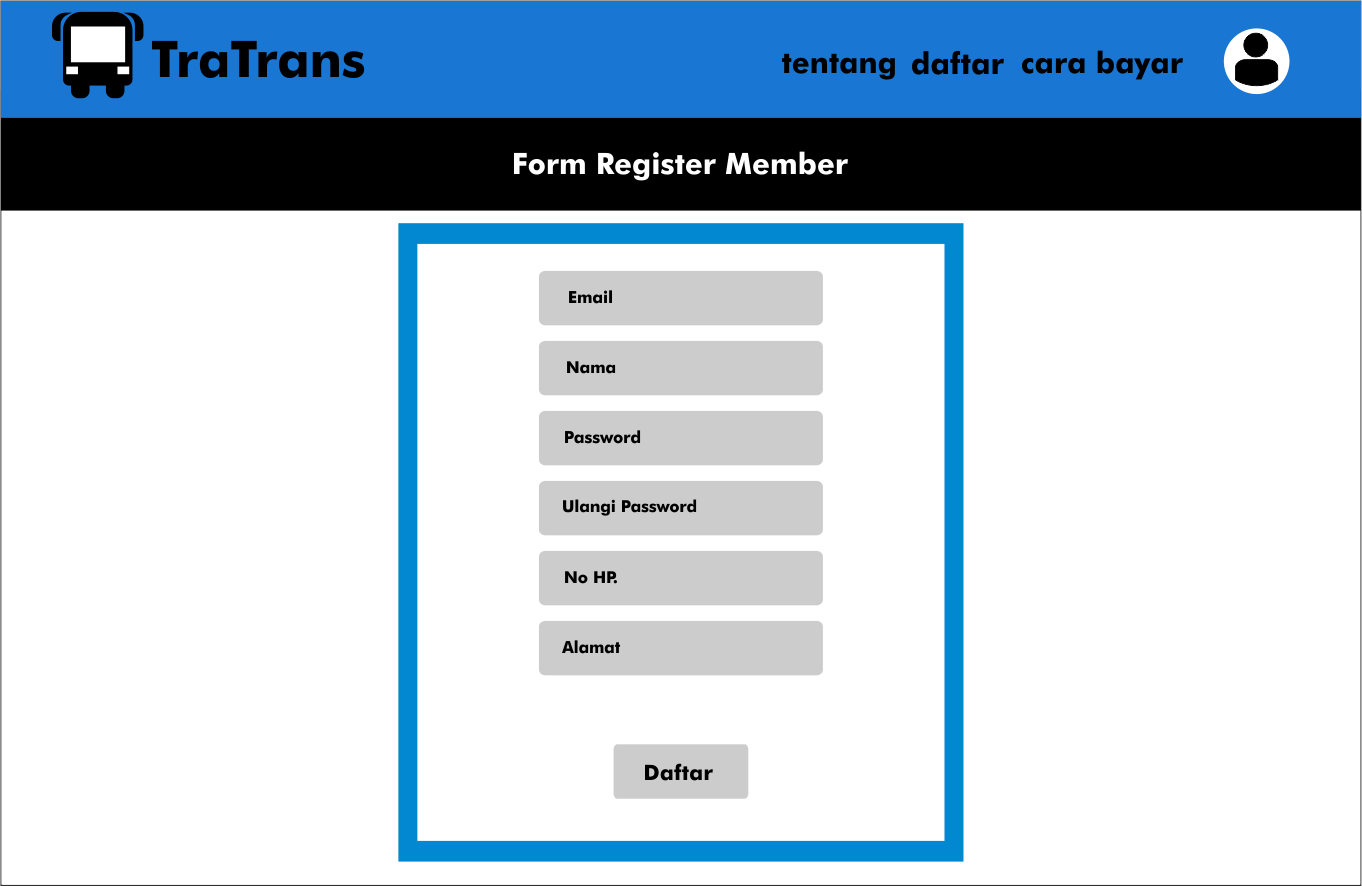 TraTrans
tentang daftar cara bayar
Form Register Member
Email
Nama
Password
Ulangi Password
No HP.
Alamat
Daftar